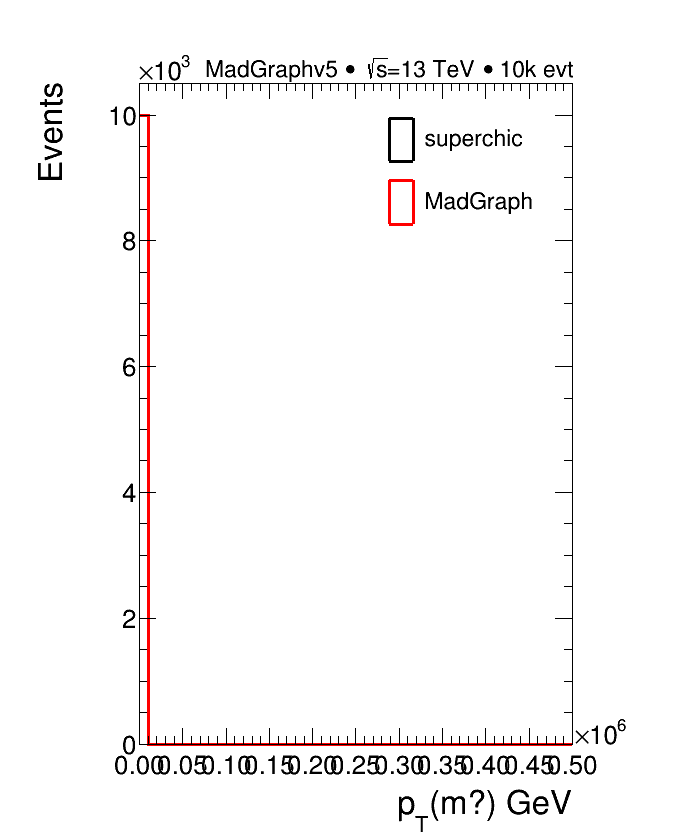 ×10³ MadGraphv5 • √s=13 TeV • 10k evt
Events
superchic
MadGraph
10
8
6
4
2
0
0.00 0.05 0.10 0.15 0.20 0.25 0.30 0.35 0.40 0.45 0.50
×10⁶
p_T(m?) GeV